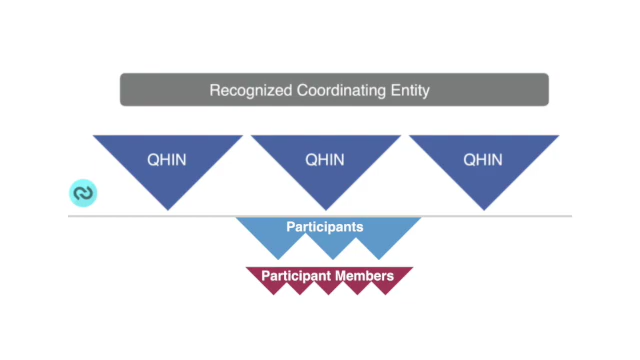 Recognized Coordinating Entity
QHIN QHIN QHIN
Participants
Participant Members